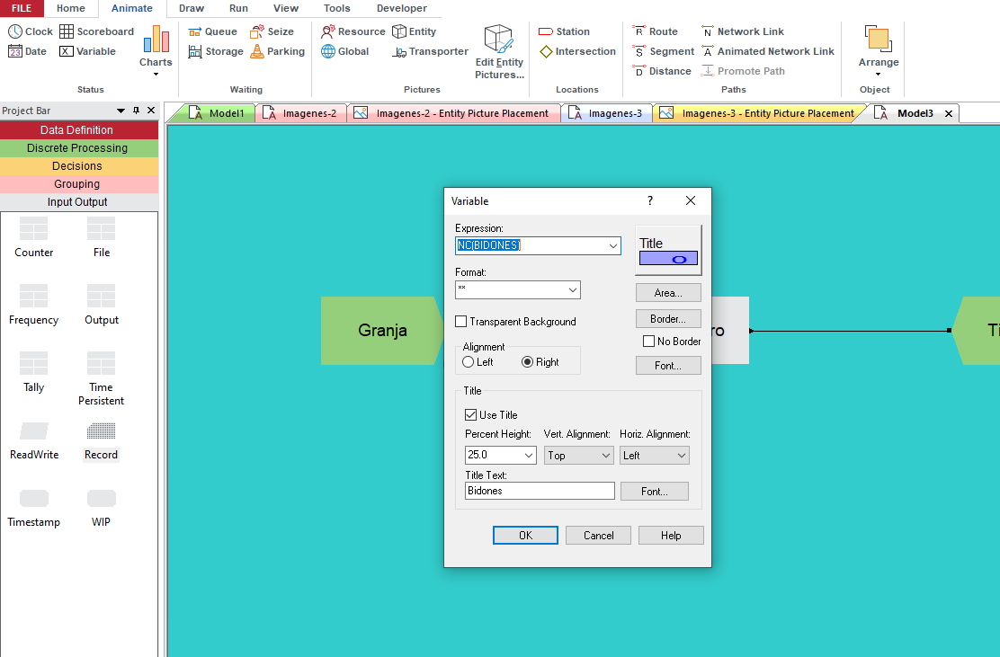 FILE Home Animate Draw Run View Tools Developer
Clock Scoreboard Queue Seize Resource Entity Station Route Network Link
Date Variable Storage Parking Global Transporter Intersection Segment Animated Network Link
Charts Edit Entity Pictures... Distance Promote Path Arrange
Status Waiting Pictures Locations Paths Object
Project Bar
Model1 Imagenes-2 Imagenes-2 - Entity Picture Placement Imagenes-3 Imagenes-3 - Entity Picture Placement Model3
Data Definition
Discrete Processing
Decisions
Grouping
Input Output
Counter File
Frequency Output
Tally Time
Persistent
ReadWrite Record
Timestamp WIP
Granja
ro
Ti
Variable ?
Expression:
NC(BIDONES)
Title
Format:
**
Area...
Transparent Background
Border...
No Border
Alignment
Left Right
Font...
Title
Use Title
Percent Height: Vert. Alignment: Horiz. Alignment:
25.0 Top Left
Title Text:
Bidones Font...
OK Cancel Help